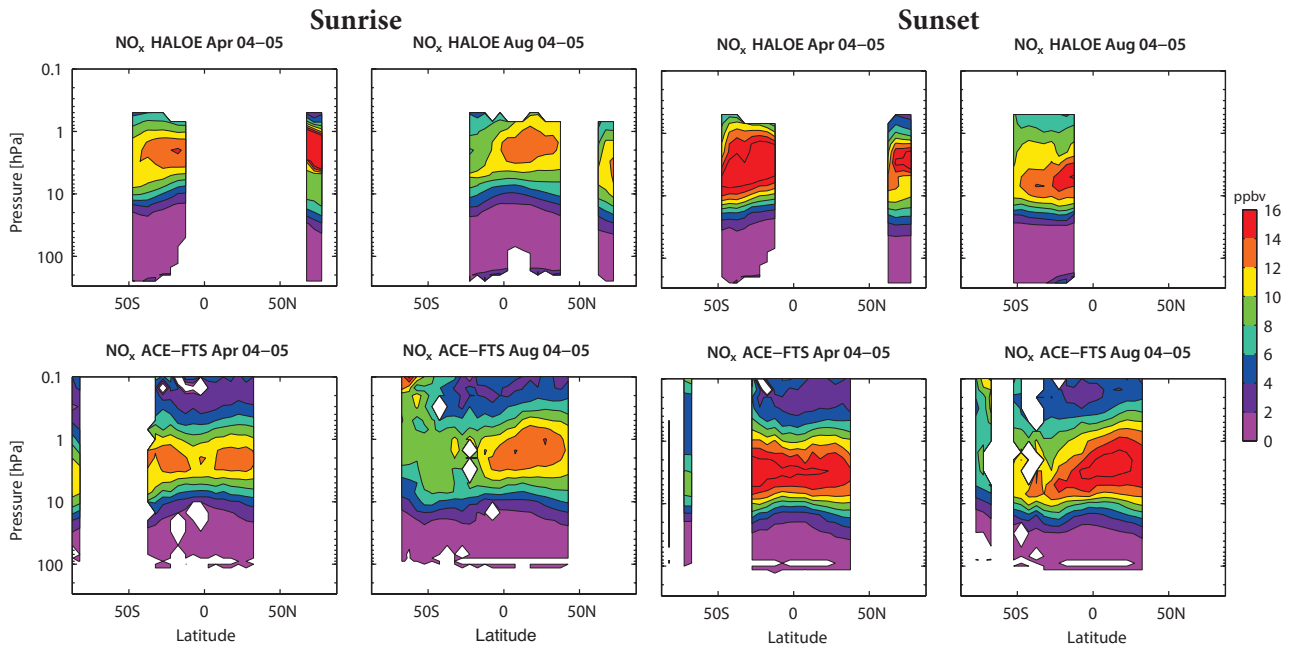 Sunrise
Sunset
NOx HALOE Apr 04–05
NOx HALOE Aug 04–05
NOx HALOE Apr 04–05
NOx HALOE Aug 04–05
0.1
1
10
100
Pressure [hPa]
50S 0 50N
50S 0 50N
50S 0 50N
50S 0 50N
ppbv
16
14
12
10
8
6
4
2
0
NOx ACE–FTS Apr 04–05
NOx ACE–FTS Aug 04–05
NOx ACE–FTS Apr 04–05
NOx ACE–FTS Aug 04–05
0.1
1
10
100
Pressure [hPa]
50S 0 50N
50S 0 50N
50S 0 50N
50S 0 50N
Latitude
Latitude
Latitude
Latitude